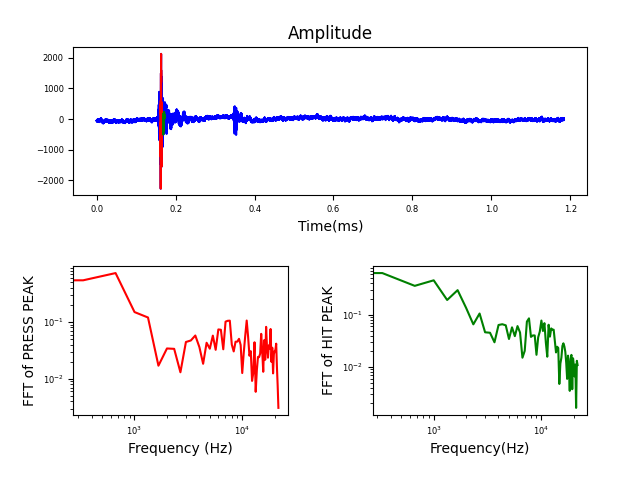 Amplitude
2000
1000
0
−1000
−2000
0.0 0.2 0.4 0.6 0.8 1.0 1.2
Time(ms)
FFT of PRESS PEAK
10⁻¹
10⁻²
10³ 10⁴
Frequency (Hz)
FFT of HIT PEAK
10⁻¹
10⁻²
10³ 10⁴
Frequency(Hz)